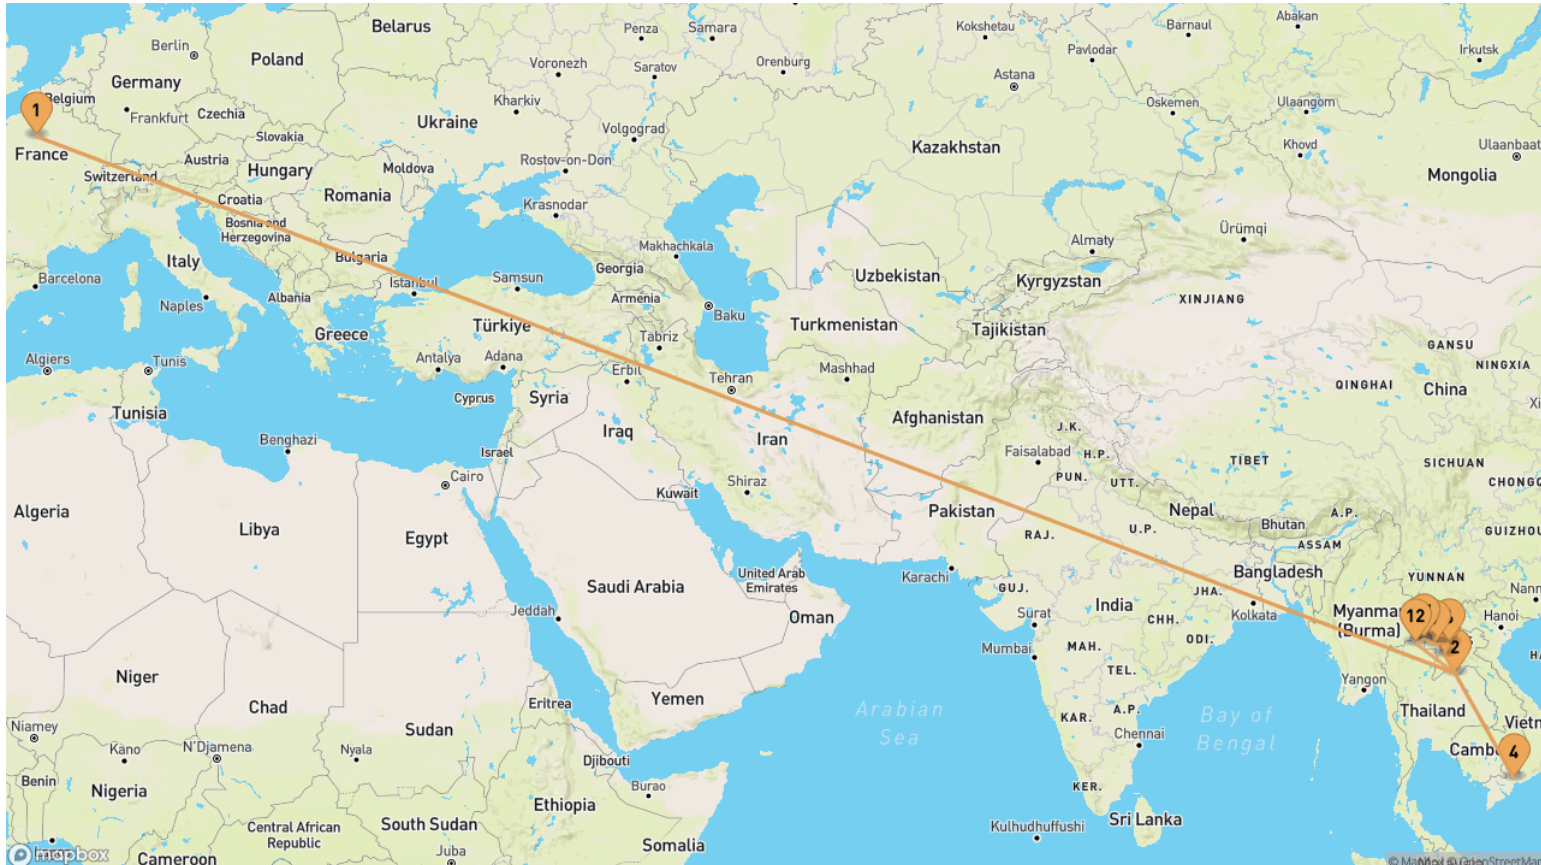 Belarus
Penza
Samara
Kokshetau
Barnaul
Abakan
Berlin
Poland
Voronezh
Saratov
Orenburg
Pavlodar
Irkutsk
Germany
Astana
Belgium
1
Frankfurt
Czechia
Kharkiv
Ukraine
Oskemen
Ulaangom
Slovakia
Volgograd
France
Austria
Hungary
Moldova
Rostov-on-Don
Kazakhstan
Khovd
Ulaanbaat
Switzerland
Romania
Mongolia
Croatia
Krasnodar
Bosnia and
Herzegovina
Makhachkala
Almaty
Ürümqi
Italy
Bulgaria
Georgia
Uzbekistan
Kyrgyzstan
Barcelona
Istanbul
Samsun
Naples
Albania
Armenia
XINJIANG
Baku
Greece
Türkiye
Tabriz
Turkmenistan
Tajikistan
GANSU
Algiers
Tunis
Antalya
Adana
Erbil
Tehran
Mashhad
NINGXIA
QINGHAI
China
Cyprus
Syria
Xi
Tunisia
Afghanistan
J.K.
Benghazi
Iraq
Iran
Israel
Faisalabad
H.P.
TIBET
SICHUAN
Cairo
Shiraz
PUN.
UTT.
CHONGQ
Kuwait
Algeria
Libya
Egypt
Pakistan
Nepal
A.P.
Bhutan
RAJ.
U.P.
GUIZHOU
ASSAM
United Arab
Emirates
Karachi
Bangladesh
YUNNAN
Saudi Arabia
GUJ.
JHA.
Nann
Jeddah
Oman
Surat
India
CHH.
Kolkata
Myanmar
(Burma)
12
Hanoi
Mumbai
MAH.
ODI.
2
Niger
TEL.
Yangon
Chad
Eritrea
Yemen
Arabian
Sea
KAR.
A.P.
Bay of
Bengal
Thailand
Vietn
Niamey
Kano
N'Djamena
Nyala
Sudan
Chennai
4
Benin
Nigeria
Djibouti
Burao
KER.
Ethiopia
Sri Lanka
Central African
Republic
South Sudan
Kulhudhuffushi
Somalia
Juba
Cameroon
mapbox